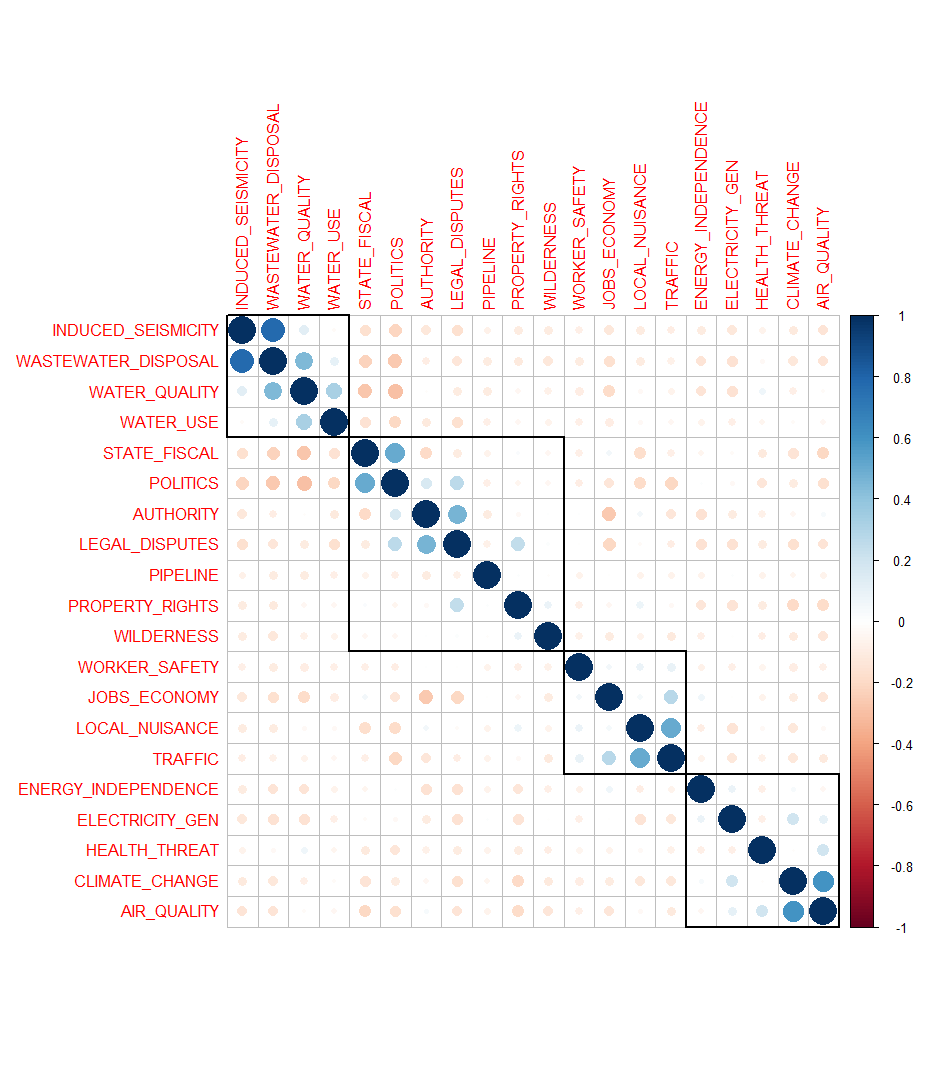 INDUCED_SEISMICITY
WASTEWATER_DISPOSAL
WATER_QUALITY
WATER_USE
STATE_FISCAL
POLITICS
AUTHORITY
LEGAL_DISPUTES
PIPELINE
PROPERTY_RIGHTS
WILDERNESS
WORKER_SAFETY
JOBS_ECONOMY
LOCAL_NUISANCE
TRAFFIC
ENERGY_INDEPENDENCE
ELECTRICITY_GEN
HEALTH_THREAT
CLIMATE_CHANGE
AIR_QUALITY
INDUCED_SEISMICITY
WASTEWATER_DISPOSAL
WATER_QUALITY
WATER_USE
STATE_FISCAL
POLITICS
AUTHORITY
LEGAL_DISPUTES
PIPELINE
PROPERTY_RIGHTS
WILDERNESS
WORKER_SAFETY
JOBS_ECONOMY
LOCAL_NUISANCE
TRAFFIC
ENERGY_INDEPENDENCE
ELECTRICITY_GEN
HEALTH_THREAT
CLIMATE_CHANGE
AIR_QUALITY
1
0.8
0.6
0.4
0.2
0
-0.2
-0.4
-0.6
-0.8
-1